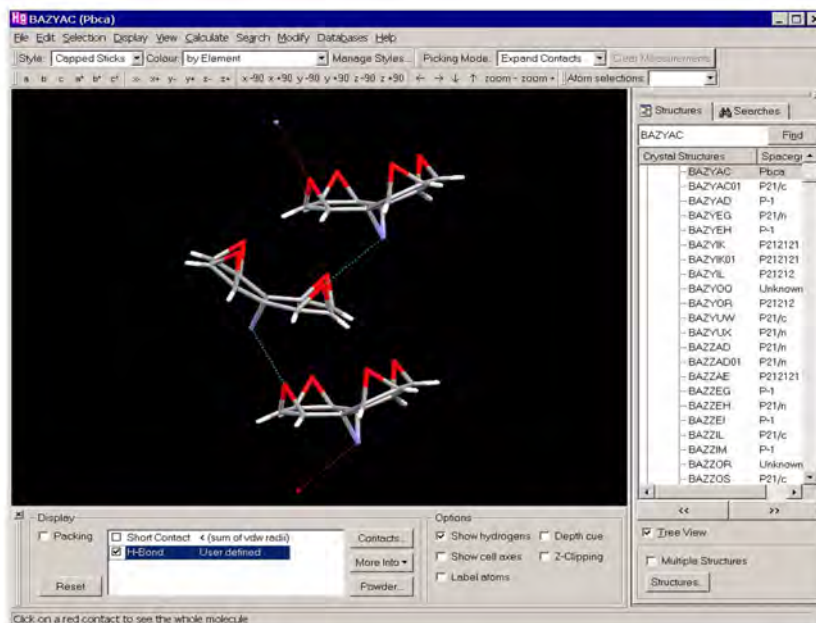 Hg BAZYAC (Pbca)
File Edit Selection Display View Calculate Search Modify Databases Help
Style: Capped Sticks Colour: by Element Manage Styles... Picking Mode: Expand Contacts Clear Measurements
a b c a* b* c* x- x+ y- y+ z- z+ x-90 x+90 y-90 y+90 z-90 z+90 ← → ↓ ↑ zoom- zoom+ Atom selections:
Structures Searches
BAZYAC Find
Crystal Structures Spacegr
BAZYAC Pbca
BAZYAC01 P21/c
BAZYAD P-1
BAZYEG P21/n
BAZYEH P-1
BAZYIK P212121
BAZYIK01 P212121
BAZYIL P21212
BAZYOO Unknown
BAZYOR P21212
BAZYUW P21/c
BAZYUX P21/n
BAZZAD P21/n
BAZZAD01 P21/n
BAZZAE P212121
BAZZEG P-1
BAZZEH P21/n
BAZZEI P-1
BAZZIL P21/c
BAZZIM P-1
BAZZOR Unknown
BAZZOS P21/c
<< >>
Tree View
Multiple Structures
Structures...
Display
Packing
Short Contact < (sum of vdw radii)
H-Bond User defined
Reset
Contacts...
More Info
Powder...
Options
Show hydrogens Depth cue
Show cell axes Z-Clipping
Label atoms
Click on a red contact to see the whole molecule